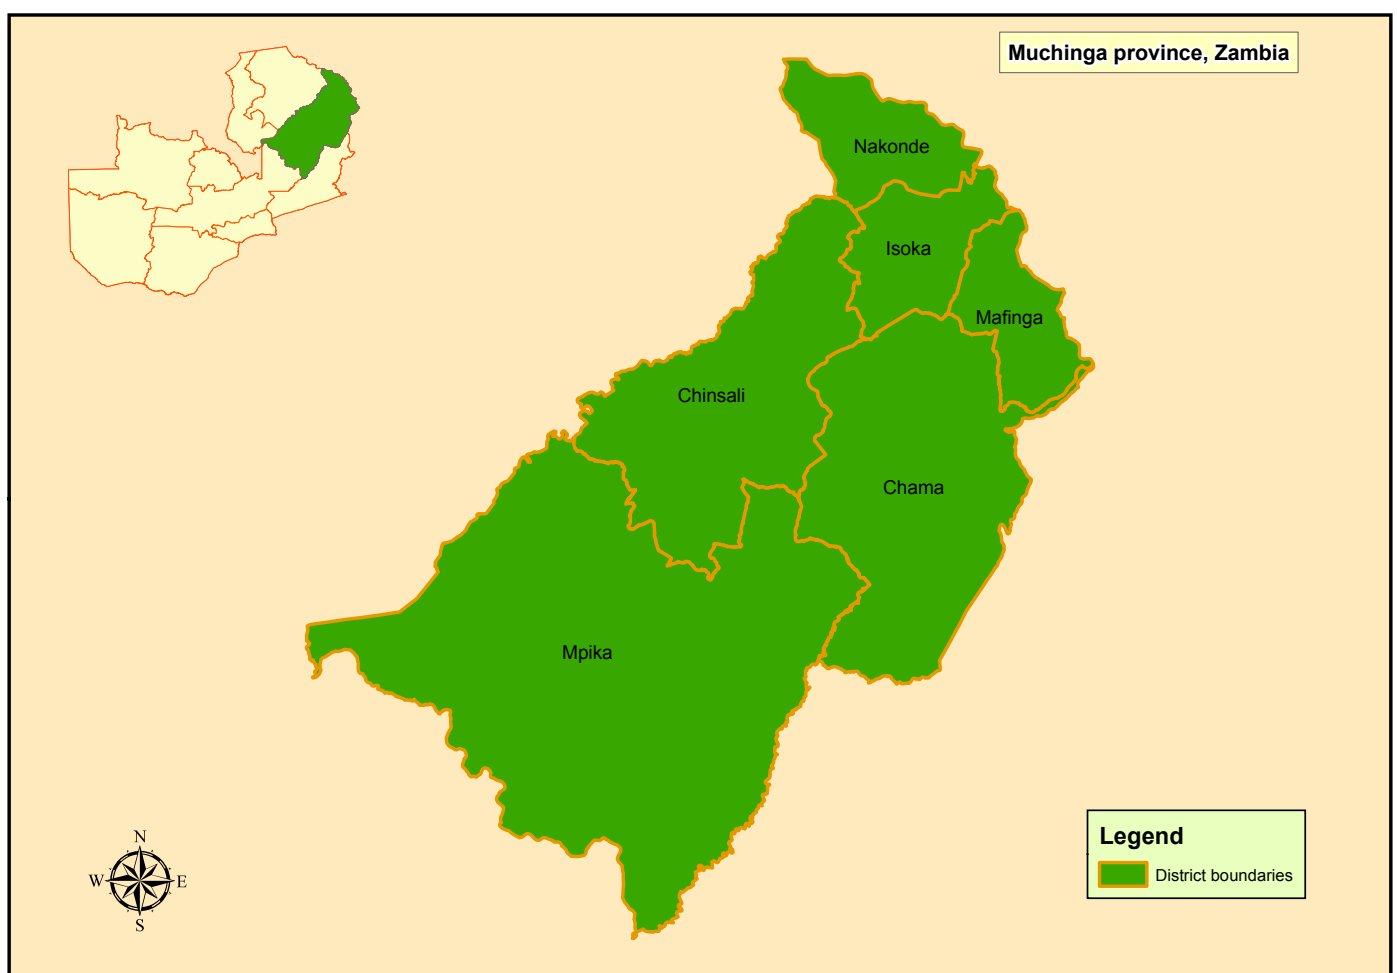 Muchinga province, Zambia
Nakonde
Isoka
Mafinga
Chinsali
Chama
Mpika
N
W
E
S
Legend
District boundaries